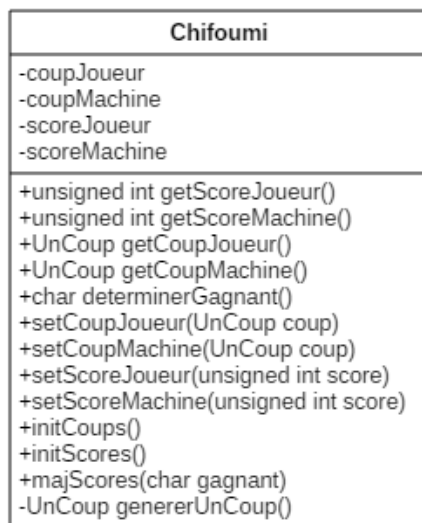 Chifoumi
-coupJoueur
-coupMachine
-scoreJoueur
-scoreMachine
+unsigned int getScoreJoueur()
+unsigned int getScoreMachine()
+UnCoup getCoupJoueur()
+UnCoup getCoupMachine()
+char determinerGagnant()
+setCoupJoueur(UnCoup coup)
+setCoupMachine(UnCoup coup)
+setScoreJoueur(unsigned int score)
+setScoreMachine(unsigned int score)
+initCoups()
+initScores()
+majScores(char gagnant)
-UnCoup genererUnCoup()